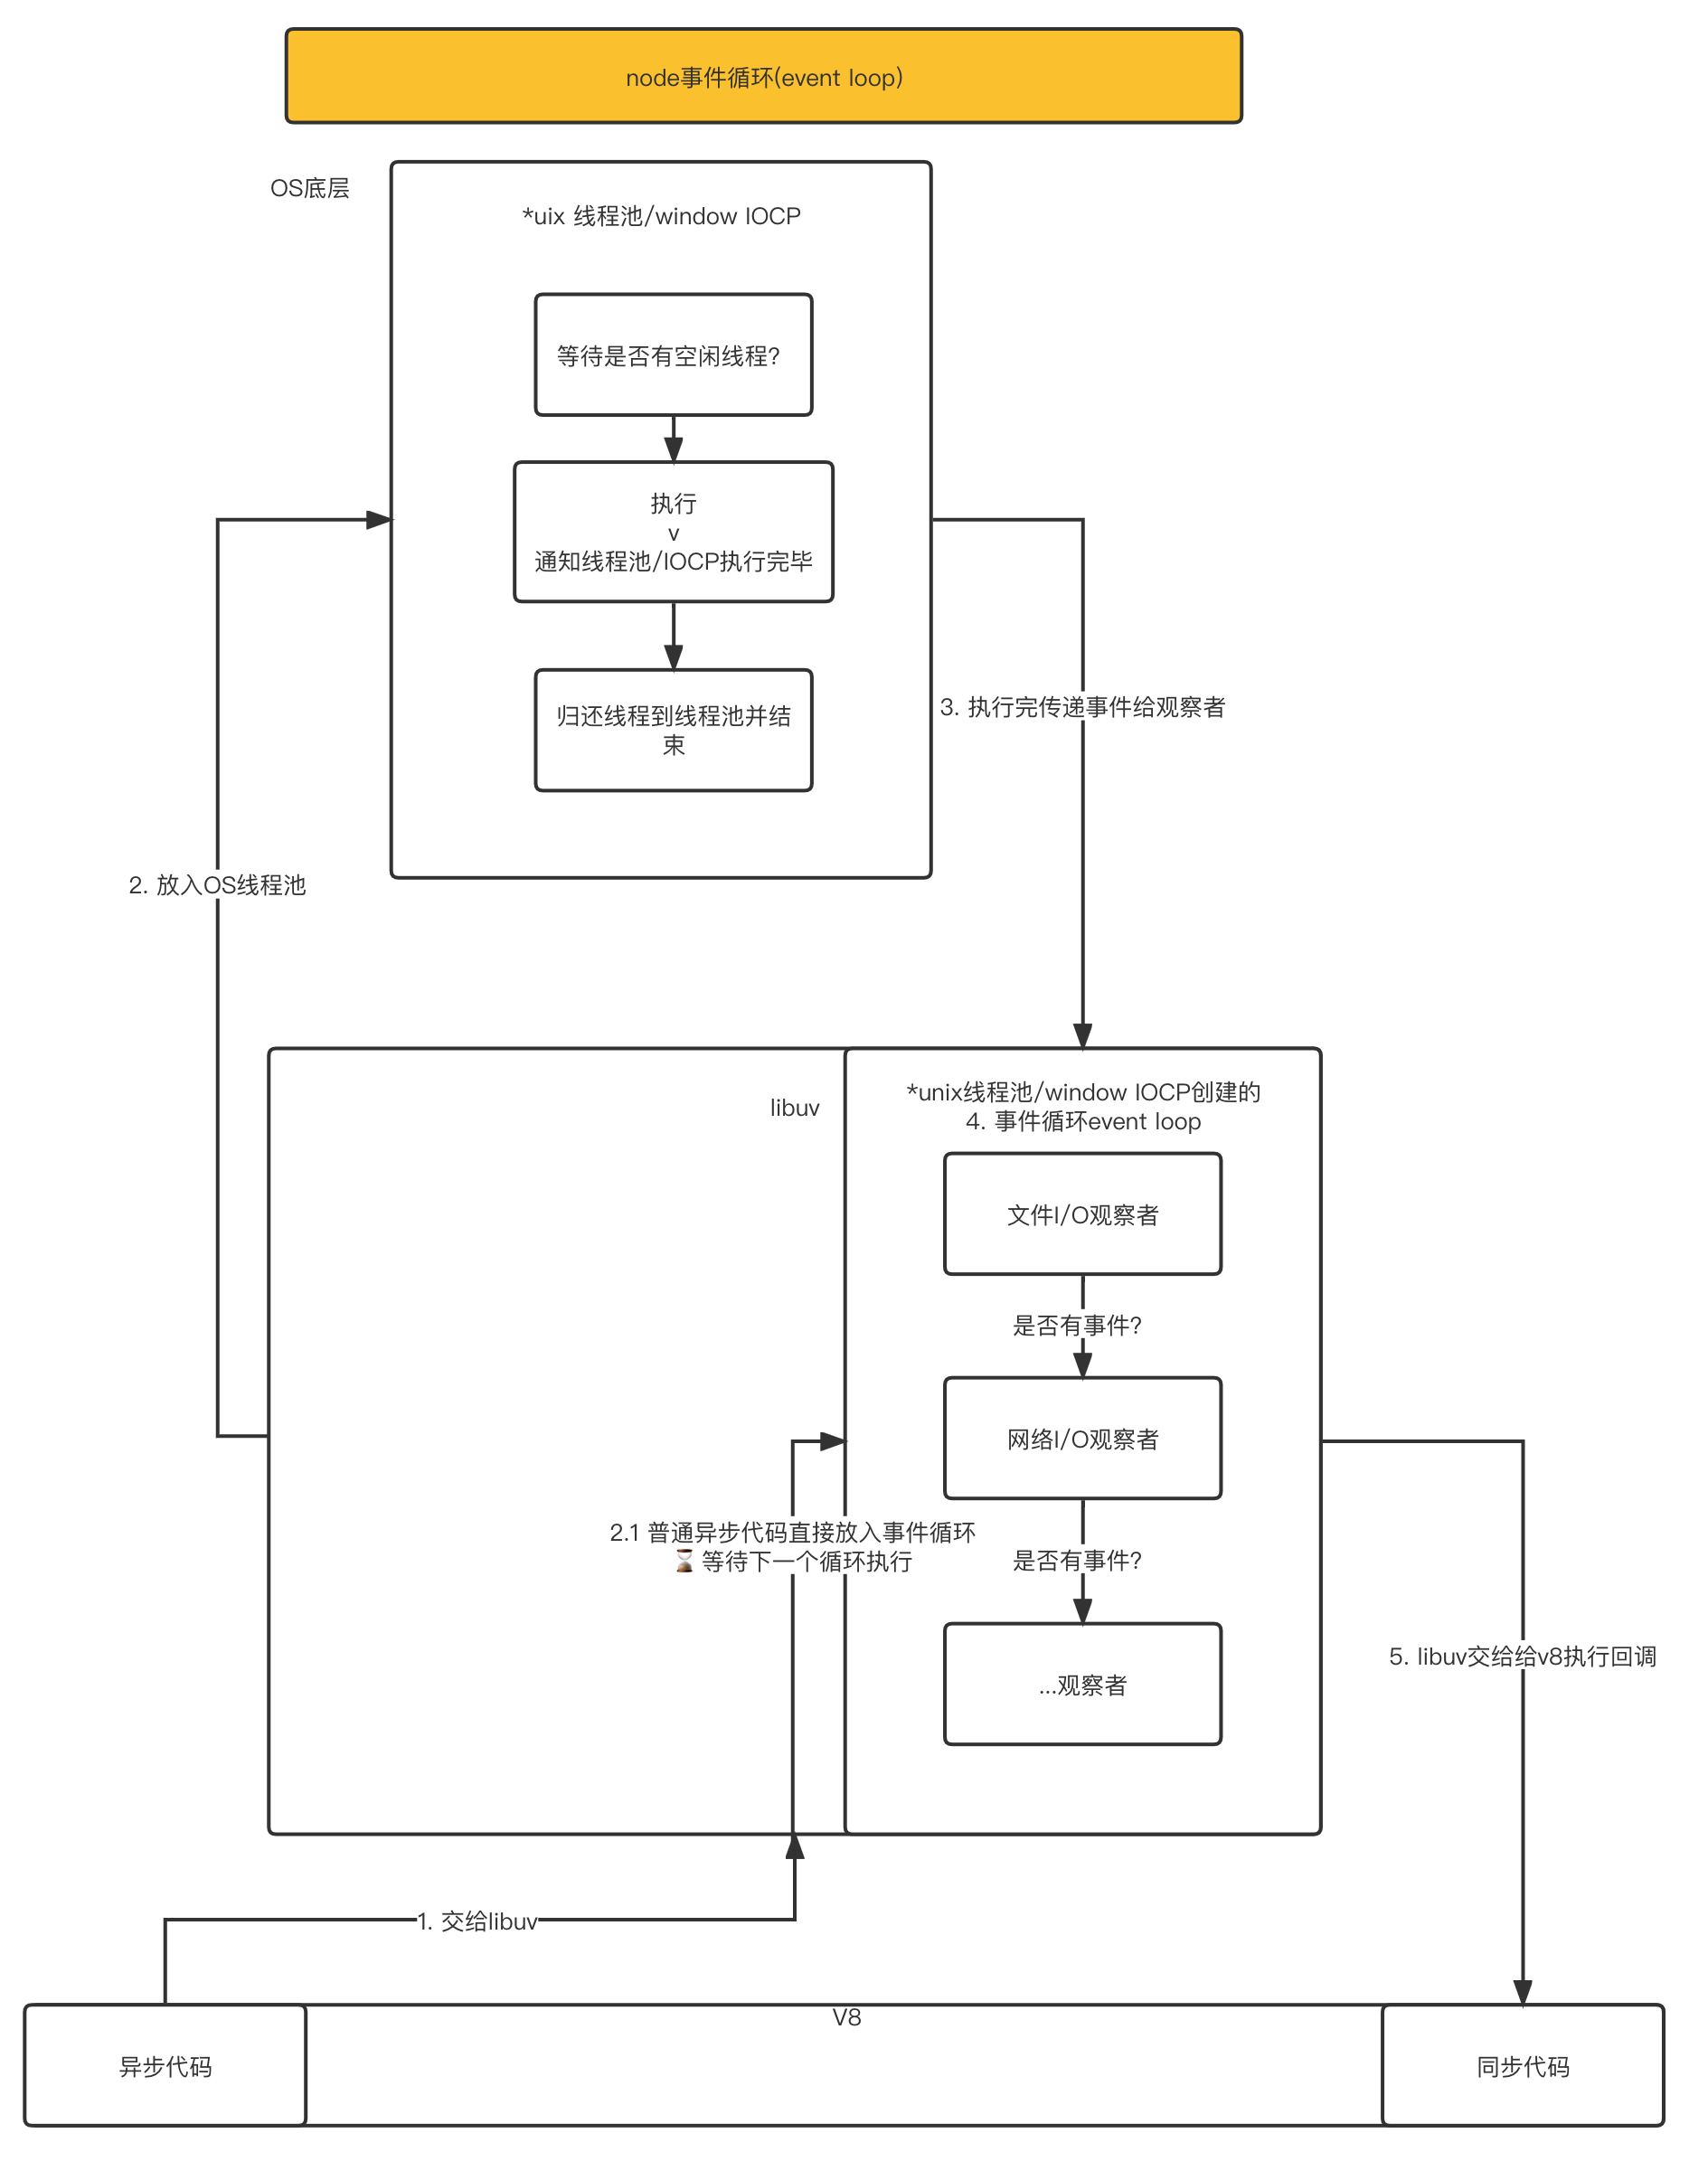 node事件循环(event loop)
OS底层
*uix 线程池/window IOCP
等待是否有空闲线程?
执行
v
通知线程池/IOCP执行完毕
归还线程到线程池并结
束
3. 执行完传递事件给观察者
2. 放入OS线程池
libuv
*unix线程池/window IOCP创建的
4. 事件循环event loop
文件I/O观察者
是否有事件?
网络I/O观察者
2.1 普通异步代码直接放入事件循环
⌛ 等待下一个循环执行
是否有事件?
...观察者
5. libuv交给给v8执行回调
1. 交给libuv
V8
异步代码
同步代码